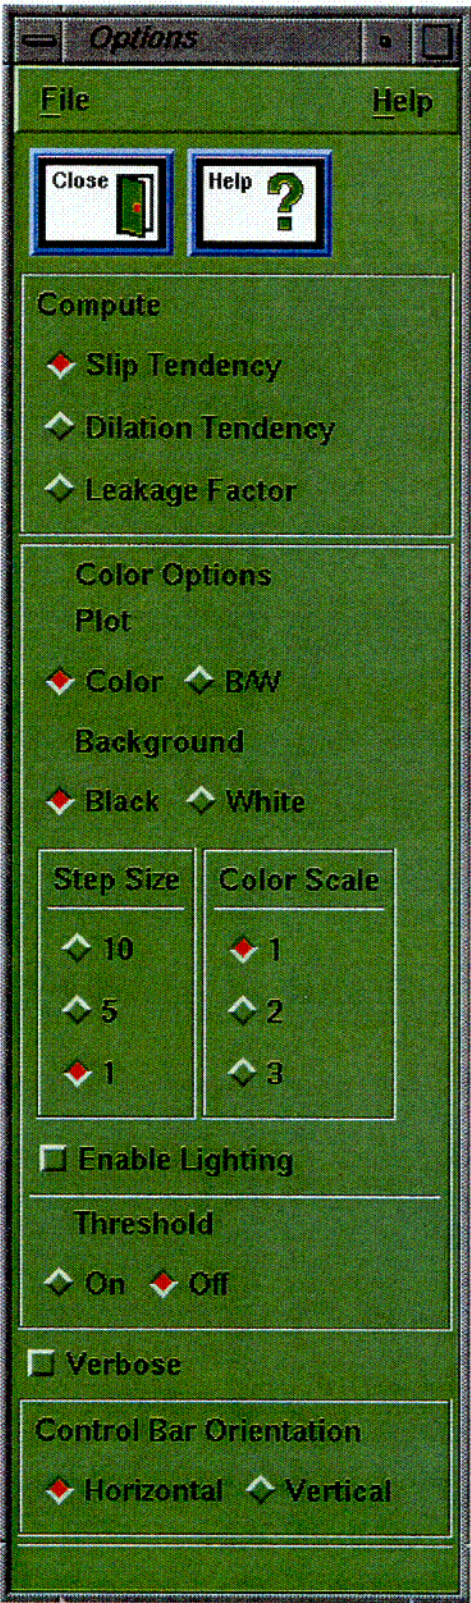 Options
File Help
Close Help ?
Compute
Slip Tendency
Dilation Tendency
Leakage Factor
Color Options
Plot
Color B/W
Background
Black White
Step Size Color Scale
10 1
5 2
1 3
Enable Lighting
Threshold
On Off
Verbose
Control Bar Orientation
Horizontal Vertical